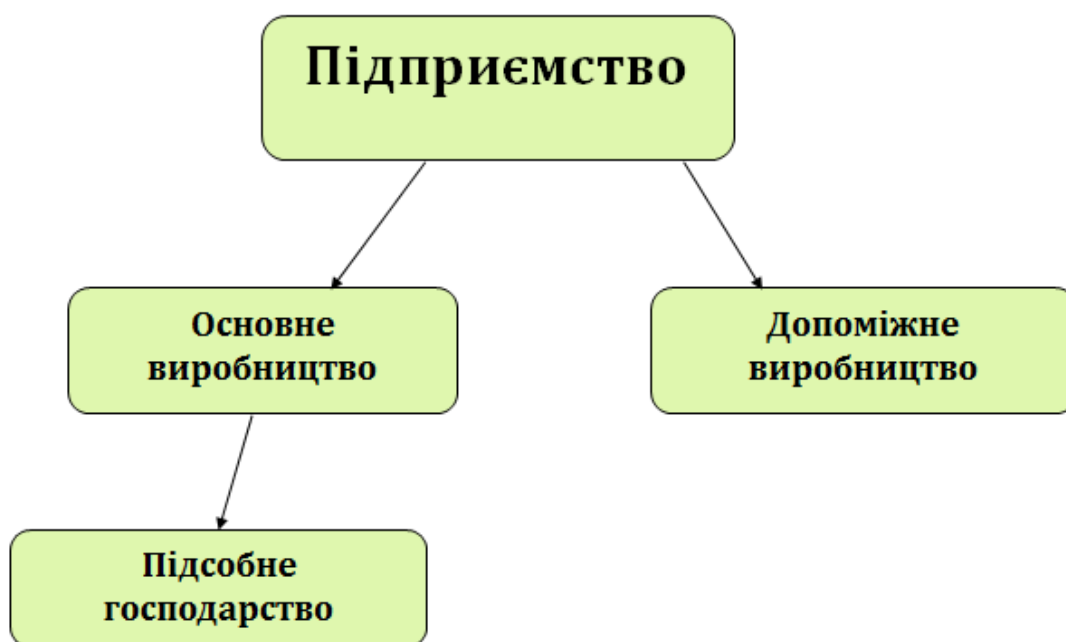 Підприємство
Основне
виробництво
Допоміжне
виробництво
Підсобне
господарство